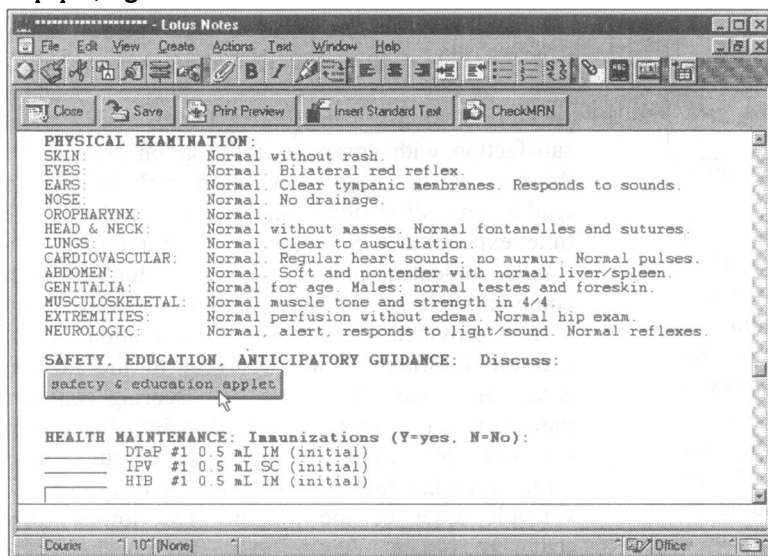 - Lotus Notes
File Edit View Create Actions Text Window Help
Close Save Print Preview Insert Standard Text CheckMRN
PHYSICAL EXAMINATION:
SKIN: Normal without rash.
EYES: Normal. Bilateral red reflex.
EARS: Normal. Clear tympanic membranes. Responds to sounds.
NOSE: Normal. No drainage.
OROPHARYNX: Normal.
HEAD & NECK: Normal without masses. Normal fontanelles and sutures.
LUNGS: Normal. Clear to auscultation.
CARDIOVASCULAR: Normal. Regular heart sounds, no murmur. Normal pulses.
ABDOMEN: Normal. Soft and nontender with normal liver/spleen.
GENITALIA: Normal for age. Males: normal testes and foreskin.
MUSCULOSKELETAL: Normal muscle tone and strength in 4/4.
EXTREMITIES: Normal perfusion without edema. Normal hip exam.
NEUROLOGIC: Normal, alert, responds to light/sound. Normal reflexes.
SAFETY, EDUCATION, ANTICIPATORY GUIDANCE: Discuss:
safety & education applet
HEALTH MAINTENANCE: Immunizations (Y=yes, N=No):
______ DTaP #1 0.5 mL IM (initial)
______ IPV #1 0.5 mL SC (initial)
______ HIB #1 0.5 mL IM (initial)
Courier 10 [None] Office